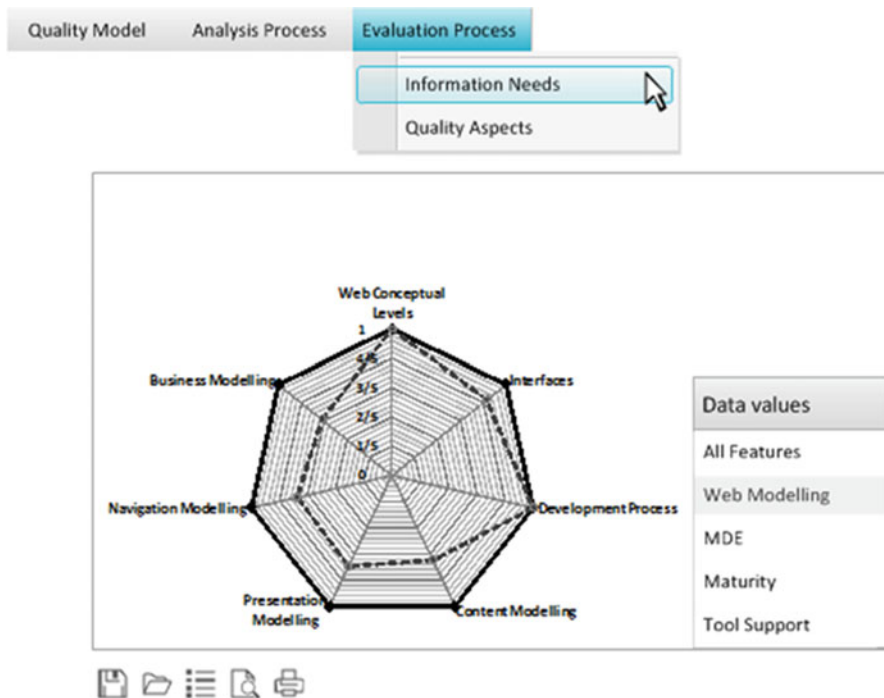 Quality Model
Analysis Process
Evaluation Process
Information Needs
Quality Aspects
Web Conceptual
Levels
1
4/5
3/5
2/5
1/5
0
Business Modelling
Interfaces
Navigation Modelling
Development Process
Presentation
Modelling
Content Modelling
Data values
All Features
Web Modelling
MDE
Maturity
Tool Support